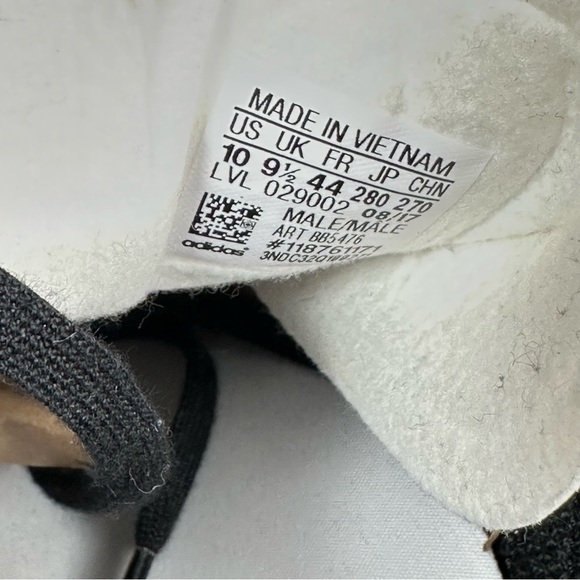 MADE IN VIETNAM
US UK FR JP CHN
10 9½ 44 280 270
LVL 029002 08/17
MALE/MALE
ART BB5476
#118761171
adidas